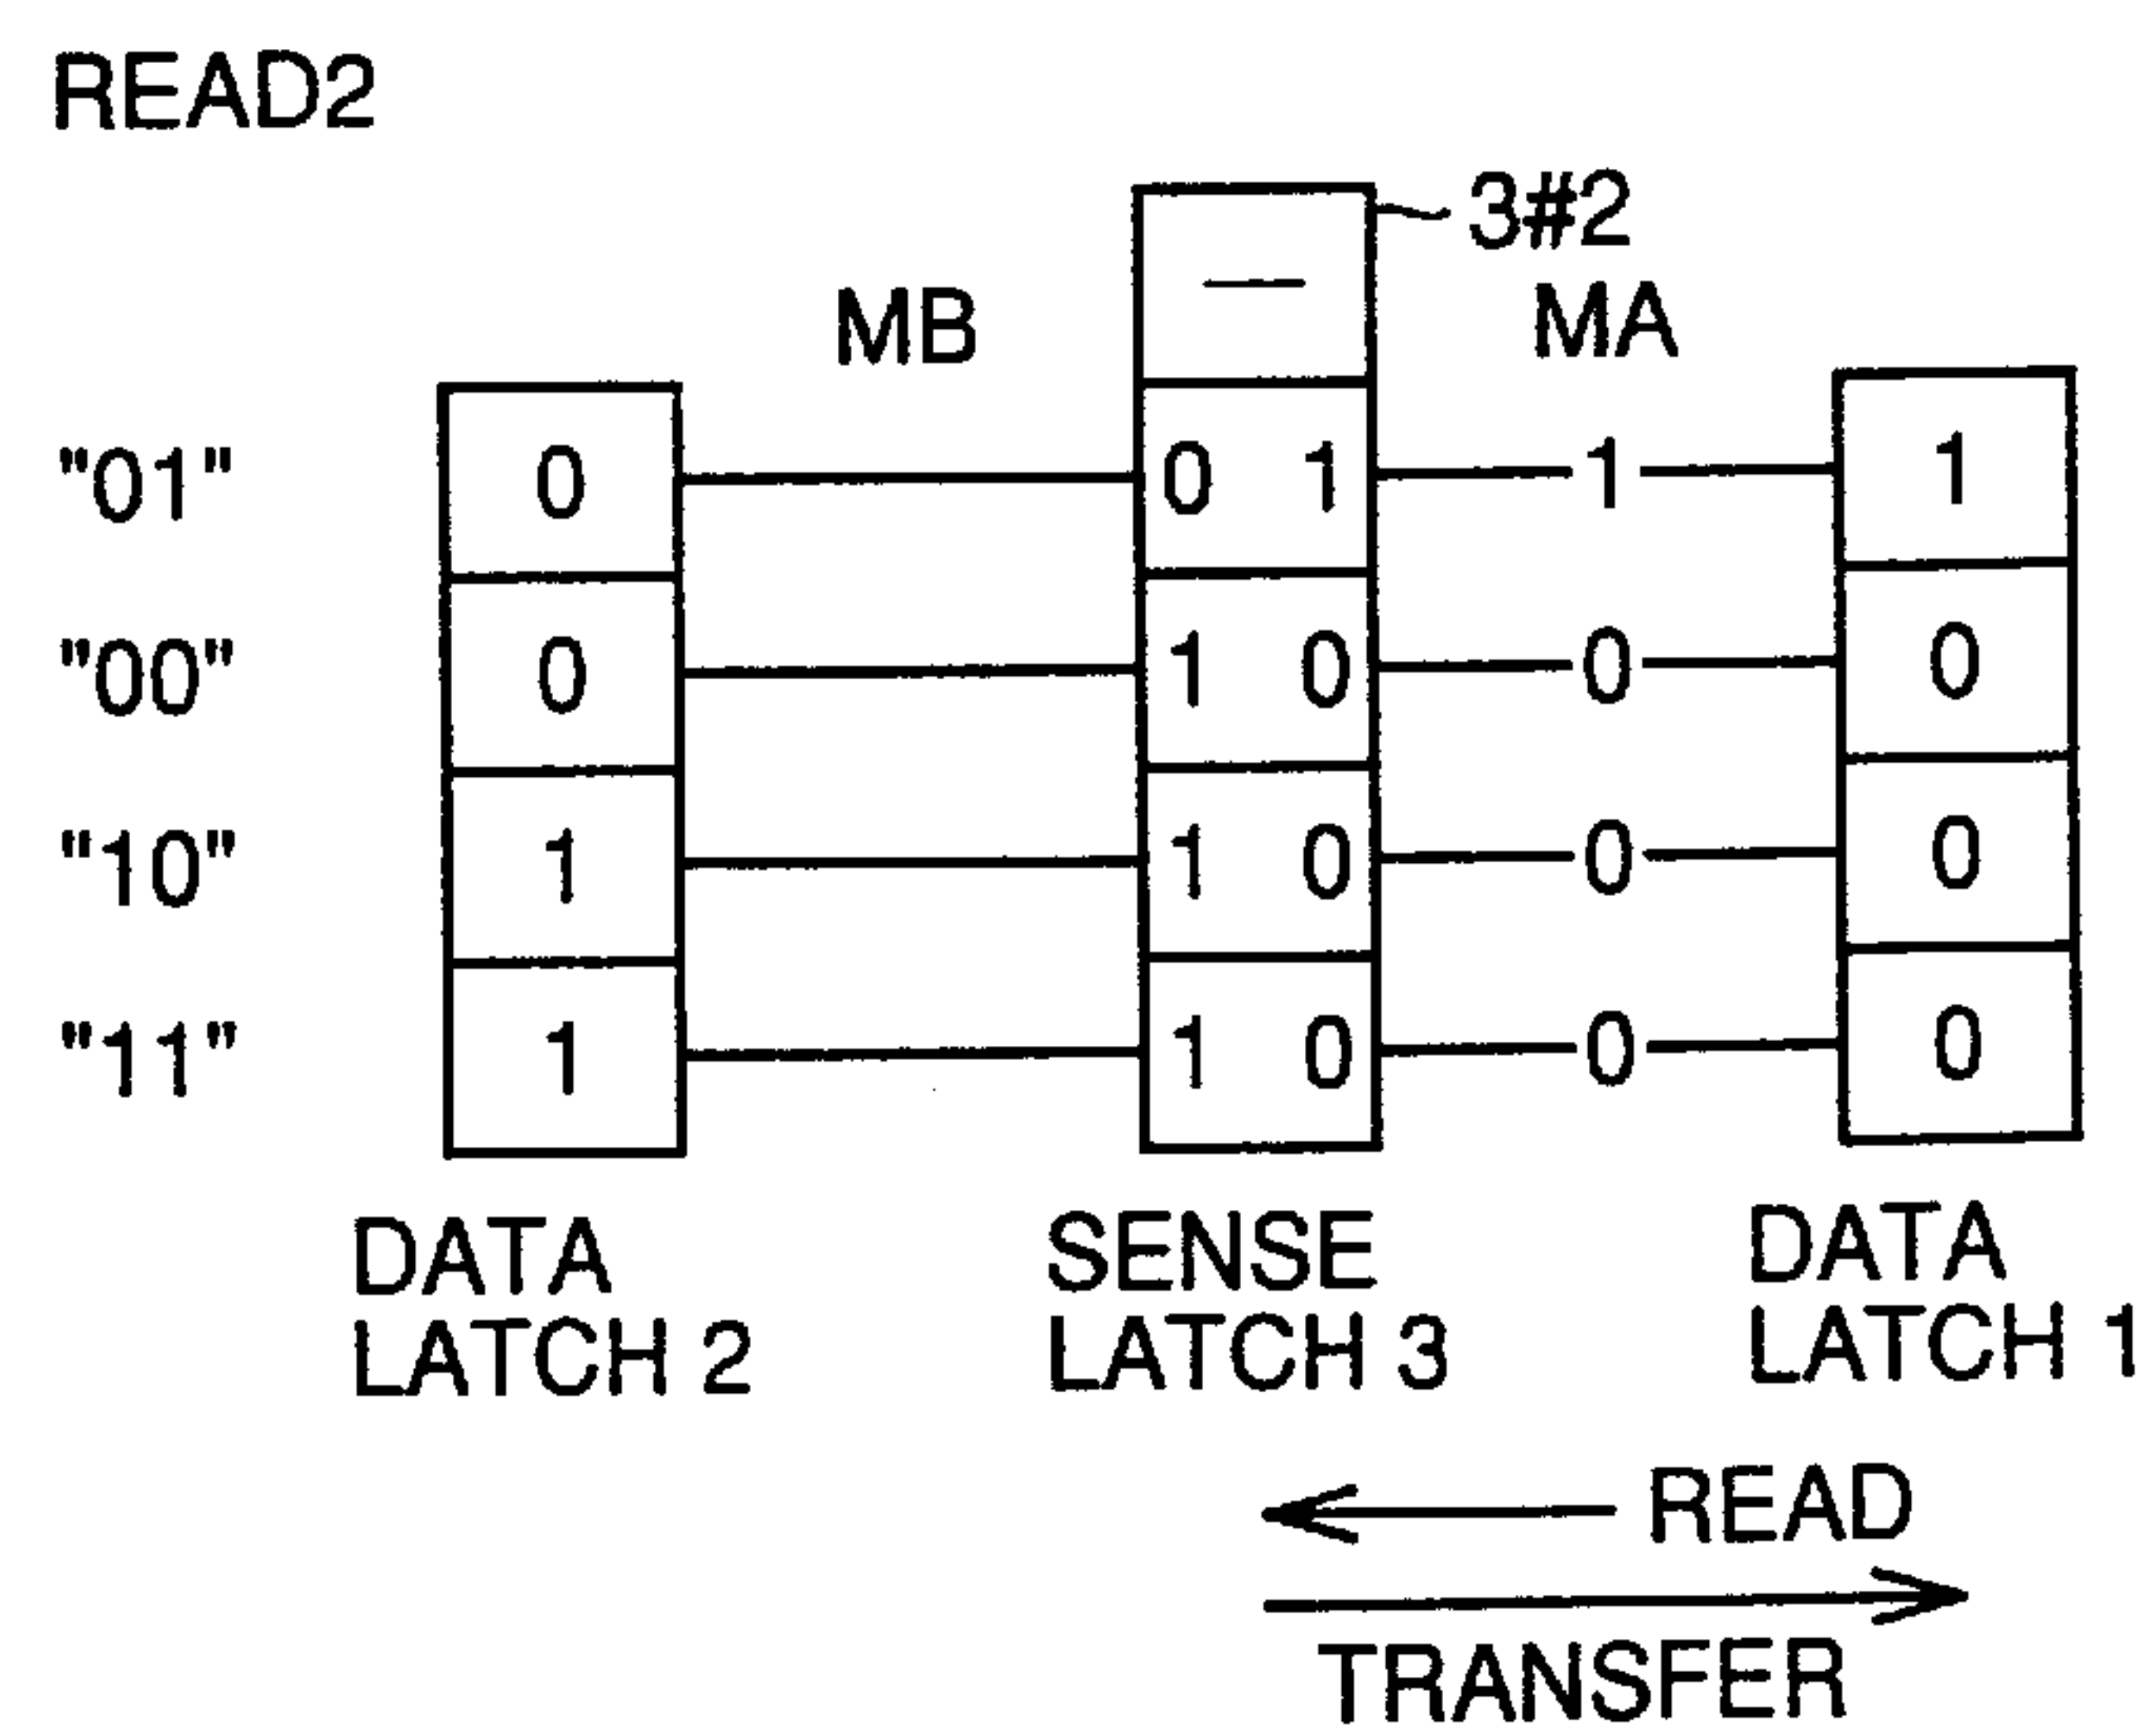 READ2
3#2
—
MB MA
"01" 0 0 1 1 1
"00" 0 1 0 0 0
"10" 1 1 0 0 0
"11" 1 1 0 0 0
DATA SENSE DATA
LATCH 2 LATCH 3 LATCH 1
READ
TRANSFER